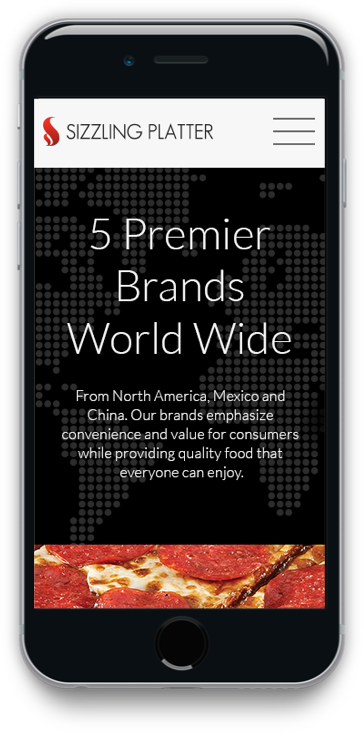 SIZZLING PLATTER
5 Premier
Brands
World Wide
From North America, Mexico and
China. Our brands emphasize
convenience and value for consumers
while providing quality food that
everyone can enjoy.